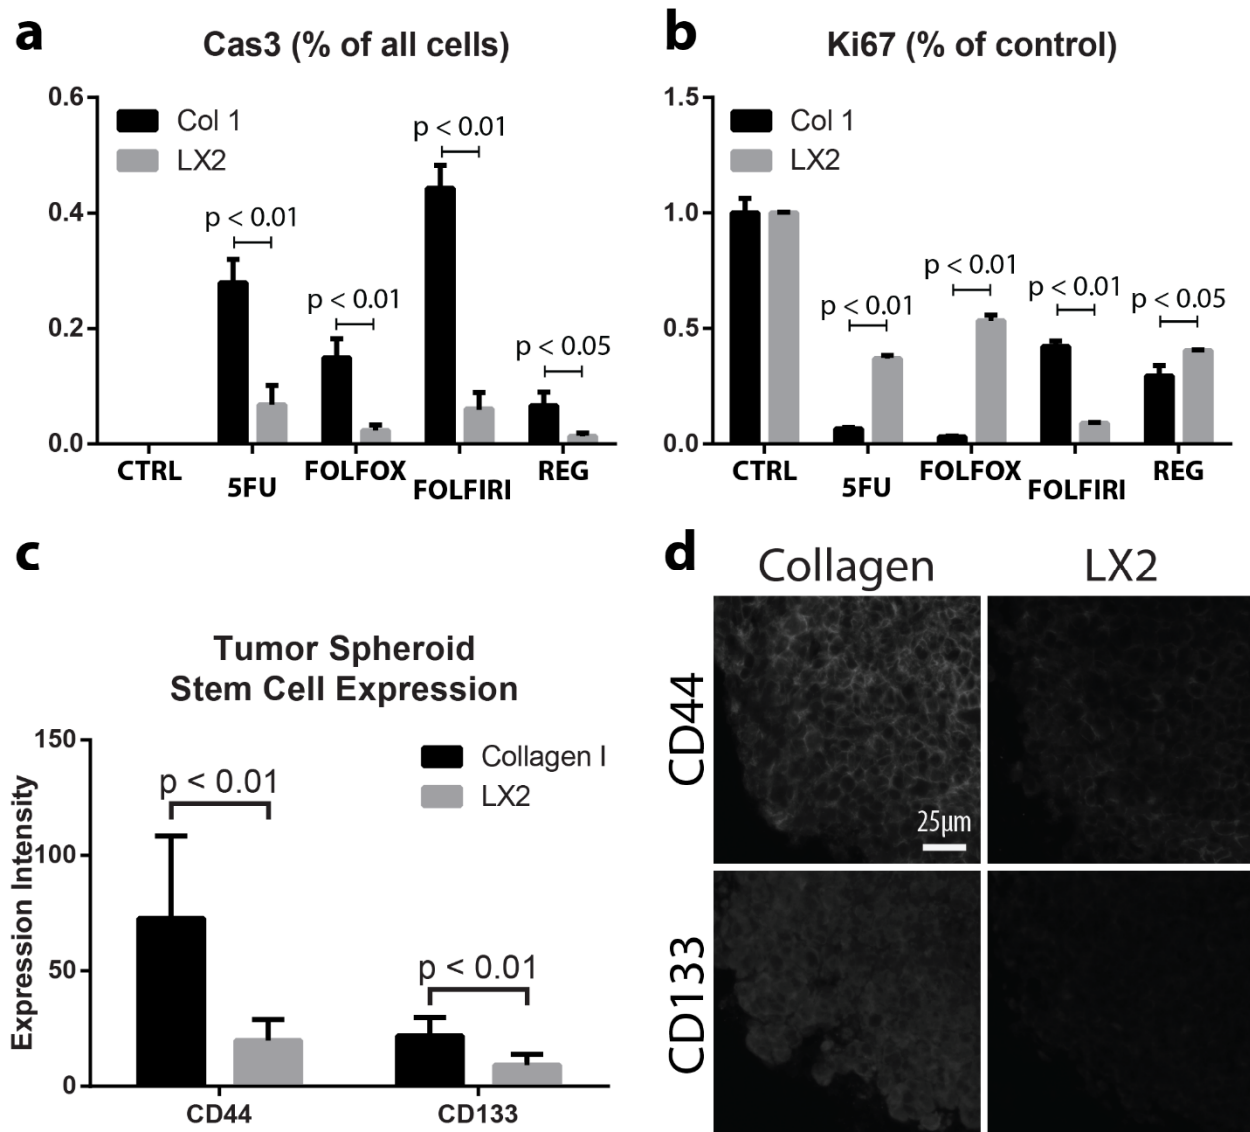 a
Cas3 (% of all cells)
0.6
0.4
0.2
0.0
Col 1
LX2
p < 0.01
p < 0.01
p < 0.01
p < 0.05
CTRL
5FU
FOLFOX
FOLFIRI
REG
b
Ki67 (% of control)
1.5
1.0
0.5
0.0
Col 1
LX2
p < 0.01
p < 0.01
p < 0.01
p < 0.05
CTRL
5FU
FOLFOX
FOLFIRI
REG
c
Tumor Spheroid
Stem Cell Expression
Expression Intensity
150
100
50
0
Collagen I
LX2
p < 0.01
p < 0.01
CD44
CD133
d
Collagen
LX2
CD44
25µm
CD133